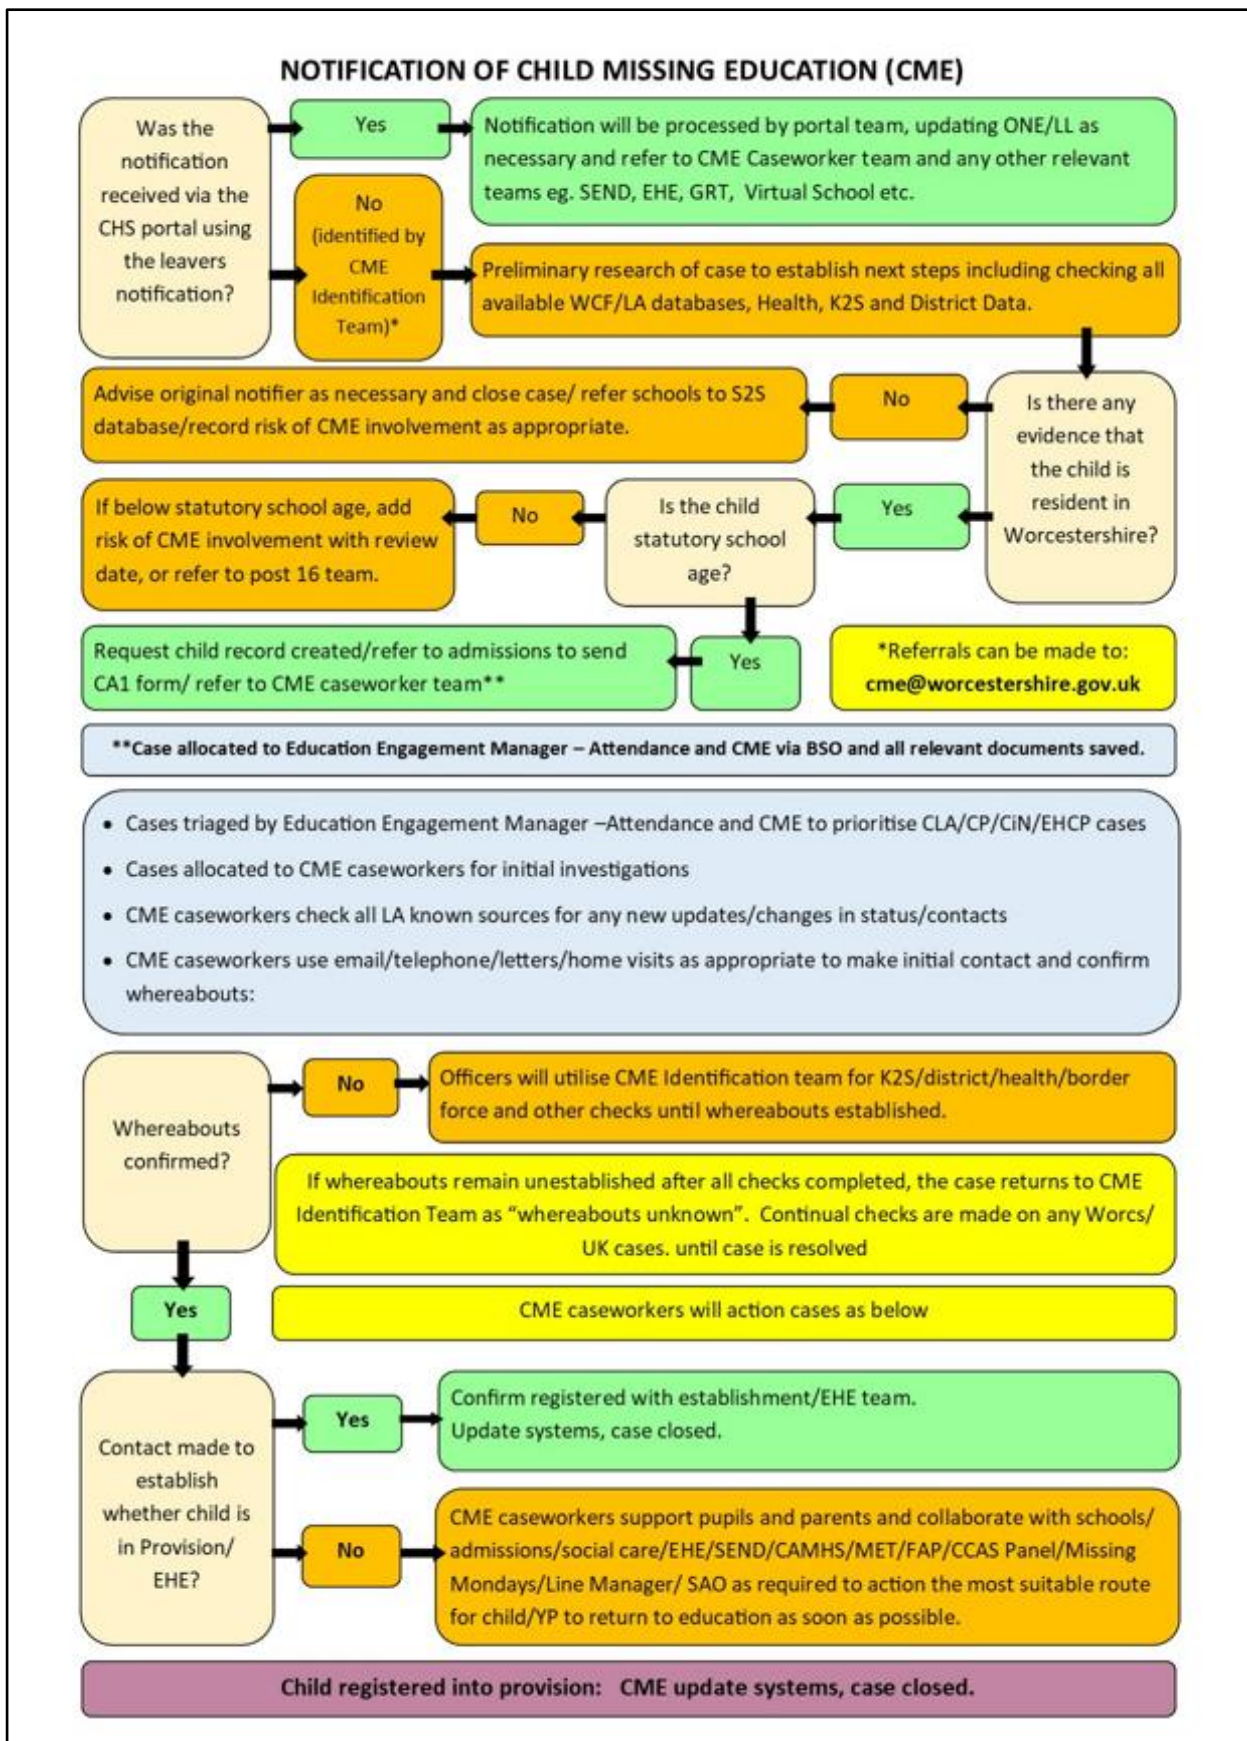 NOTIFICATION OF CHILD MISSING EDUCATION (CME)
Was the
notification
received via the
CHS portal using
the leavers
notification?
Yes
Notification will be processed by portal team, updating ONE/LL as
necessary and refer to CME Caseworker team and any other relevant
teams eg. SEND, EHE, GRT, Virtual School etc.
No
(identified by
CME
Identification
Team)*
Preliminary research of case to establish next steps including checking all
available WCF/LA databases, Health, K2S and District Data.
Is there any
evidence that
the child is
resident in
Worcestershire?
No
Advise original notifier as necessary and close case/ refer schools to S2S
database/record risk of CME involvement as appropriate.
Yes
Is the child
statutory school
age?
No
If below statutory school age, add
risk of CME involvement with review
date, or refer to post 16 team.
Yes
Request child record created/refer to admissions to send
CA1 form/ refer to CME caseworker team**
*Referrals can be made to:
cme@worcestershire.gov.uk
**Case allocated to Education Engagement Manager – Attendance and CME via BSO and all relevant documents saved.
• Cases triaged by Education Engagement Manager –Attendance and CME to prioritise CLA/CP/CiN/EHCP cases
• Cases allocated to CME caseworkers for initial investigations
• CME caseworkers check all LA known sources for any new updates/changes in status/contacts
• CME caseworkers use email/telephone/letters/home visits as appropriate to make initial contact and confirm
whereabouts:
Whereabouts
confirmed?
No
Officers will utilise CME Identification team for K2S/district/health/border
force and other checks until whereabouts established.
If whereabouts remain unestablished after all checks completed, the case returns to CME
Identification Team as “whereabouts unknown”. Continual checks are made on any Worcs/
UK cases. until case is resolved
Yes
CME caseworkers will action cases as below
Contact made to
establish
whether child is
in Provision/
EHE?
Yes
Confirm registered with establishment/EHE team.
Update systems, case closed.
No
CME caseworkers support pupils and parents and collaborate with schools/
admissions/social care/EHE/SEND/CAMHS/MET/FAP/CCAS Panel/Missing
Mondays/Line Manager/ SAO as required to action the most suitable route
for child/YP to return to education as soon as possible.
Child registered into provision: CME update systems, case closed.